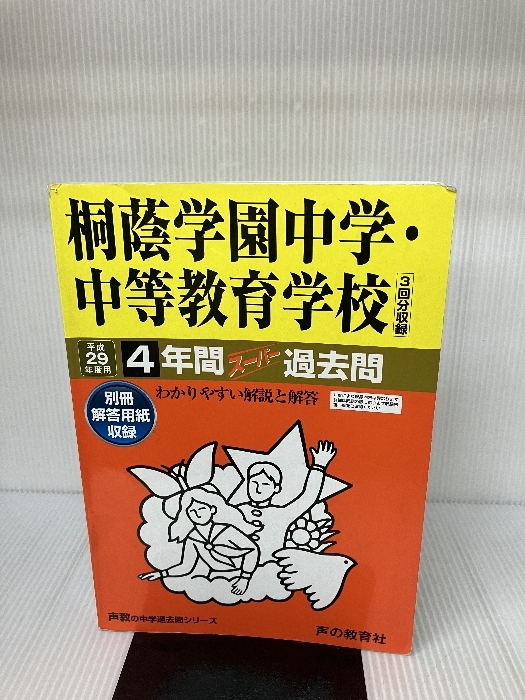 桐蔭学園中学・
中等教育学校
3回分収録
平成
29
年度用
4年間スーパー過去問
別冊
解答用紙
収録
わかりやすい解説と解答
声教の中学過去問シリーズ
声の教育社